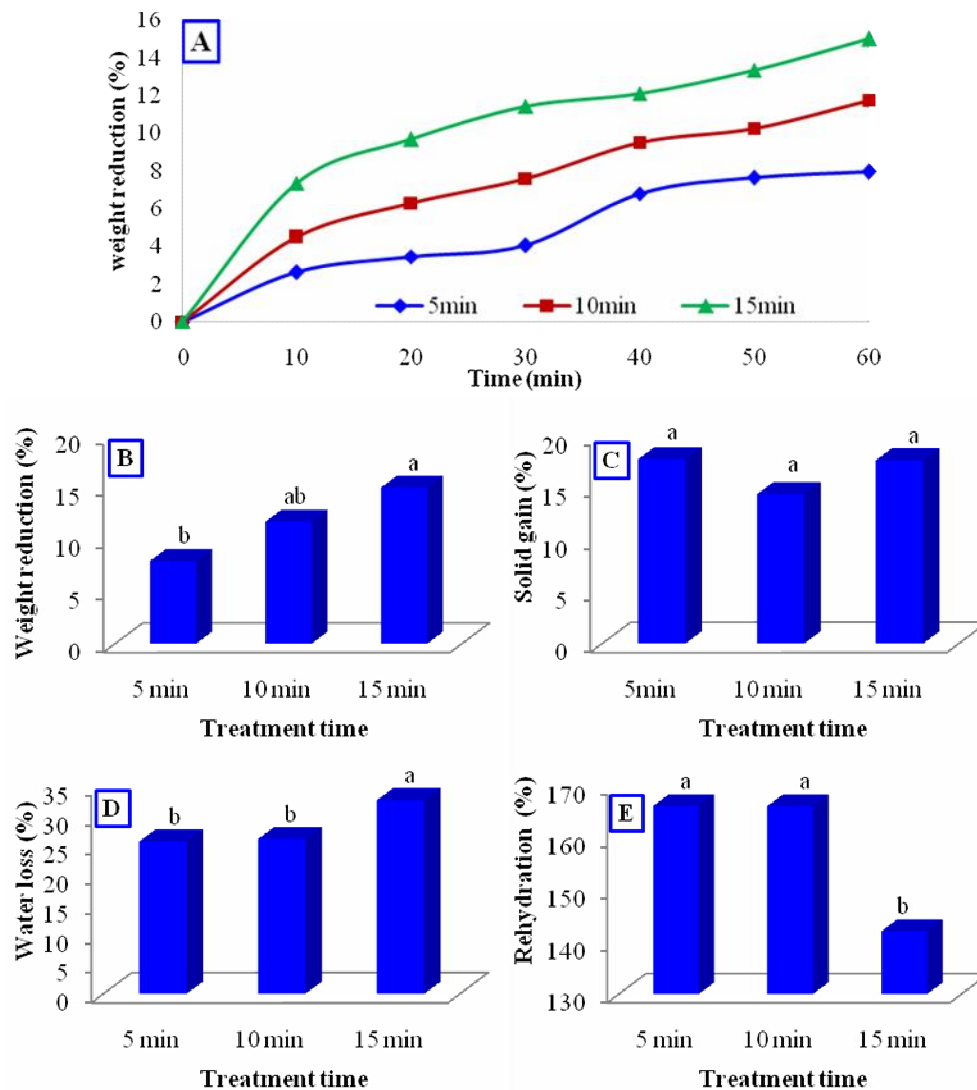 A
weight reduction (%)
16
14
12
10
8
6
4
2
0
5min 10min 15min
0 10 20 30 40 50 60
Time (min)
B
Weight reduction (%)
20
15
10
5
0
b ab a
5 min 10 min 15 min
Treatment time
C
Solid gain (%)
20
15
10
5
0
a a a
5min 10 min 15 min
Treatment time
D
Water loss (%)
35
30
25
20
15
10
5
0
b b a
5 min 10 min 15 min
Treatment time
E
Rehydration (%)
170
160
150
140
130
a a b
5 min 10 min 15 min
Treatment time